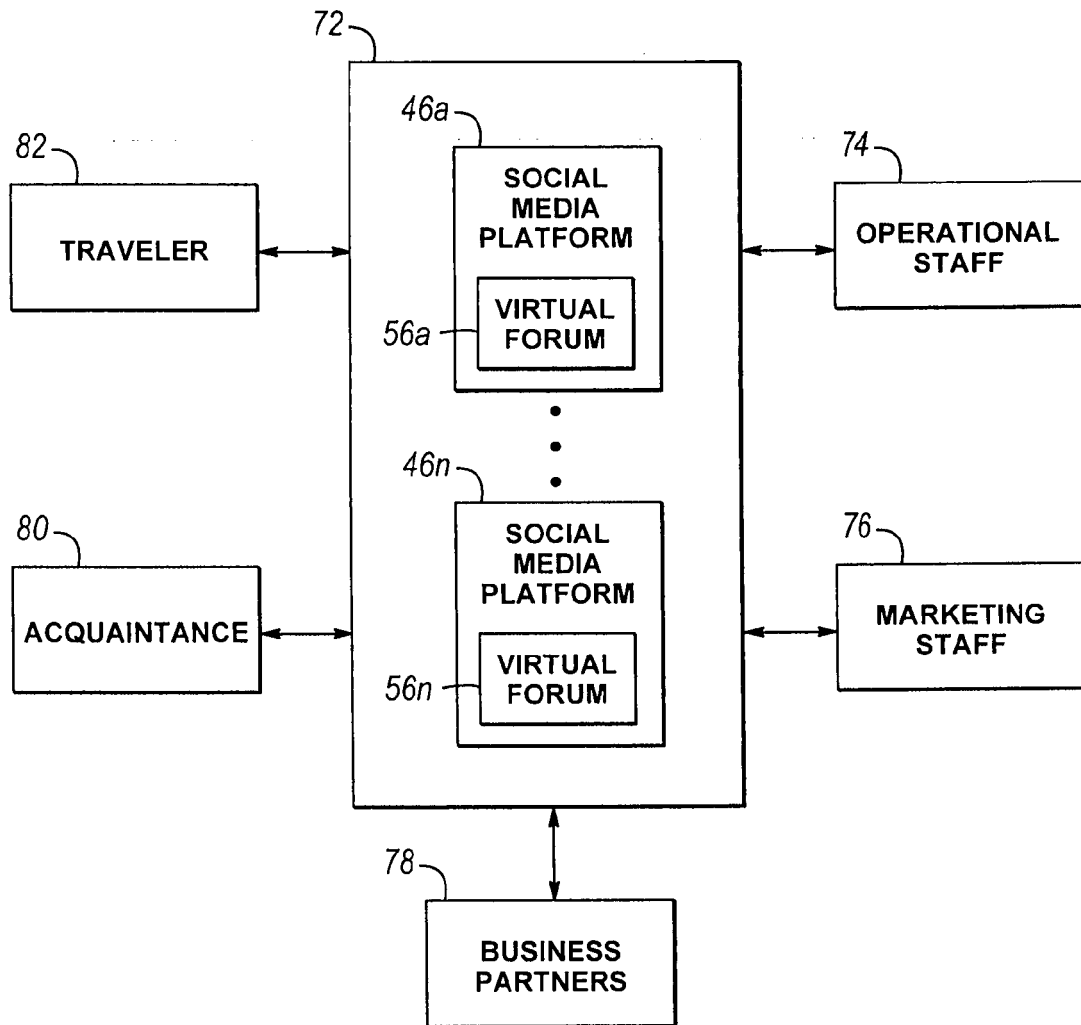 72
46a
SOCIAL
MEDIA
PLATFORM
56a
VIRTUAL
FORUM
82
TRAVELER
74
OPERATIONAL
STAFF
46n
SOCIAL
MEDIA
PLATFORM
56n
VIRTUAL
FORUM
80
ACQUAINTANCE
76
MARKETING
STAFF
78
BUSINESS
PARTNERS